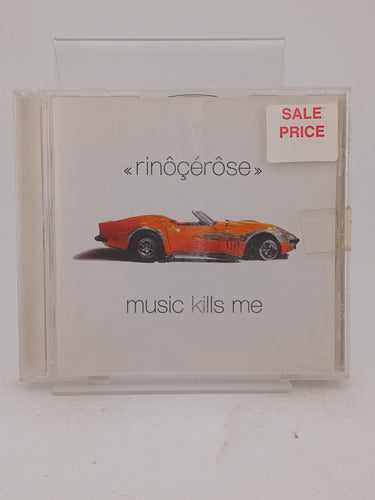 SALE
PRICE
« rinôçérôse »
music kills me